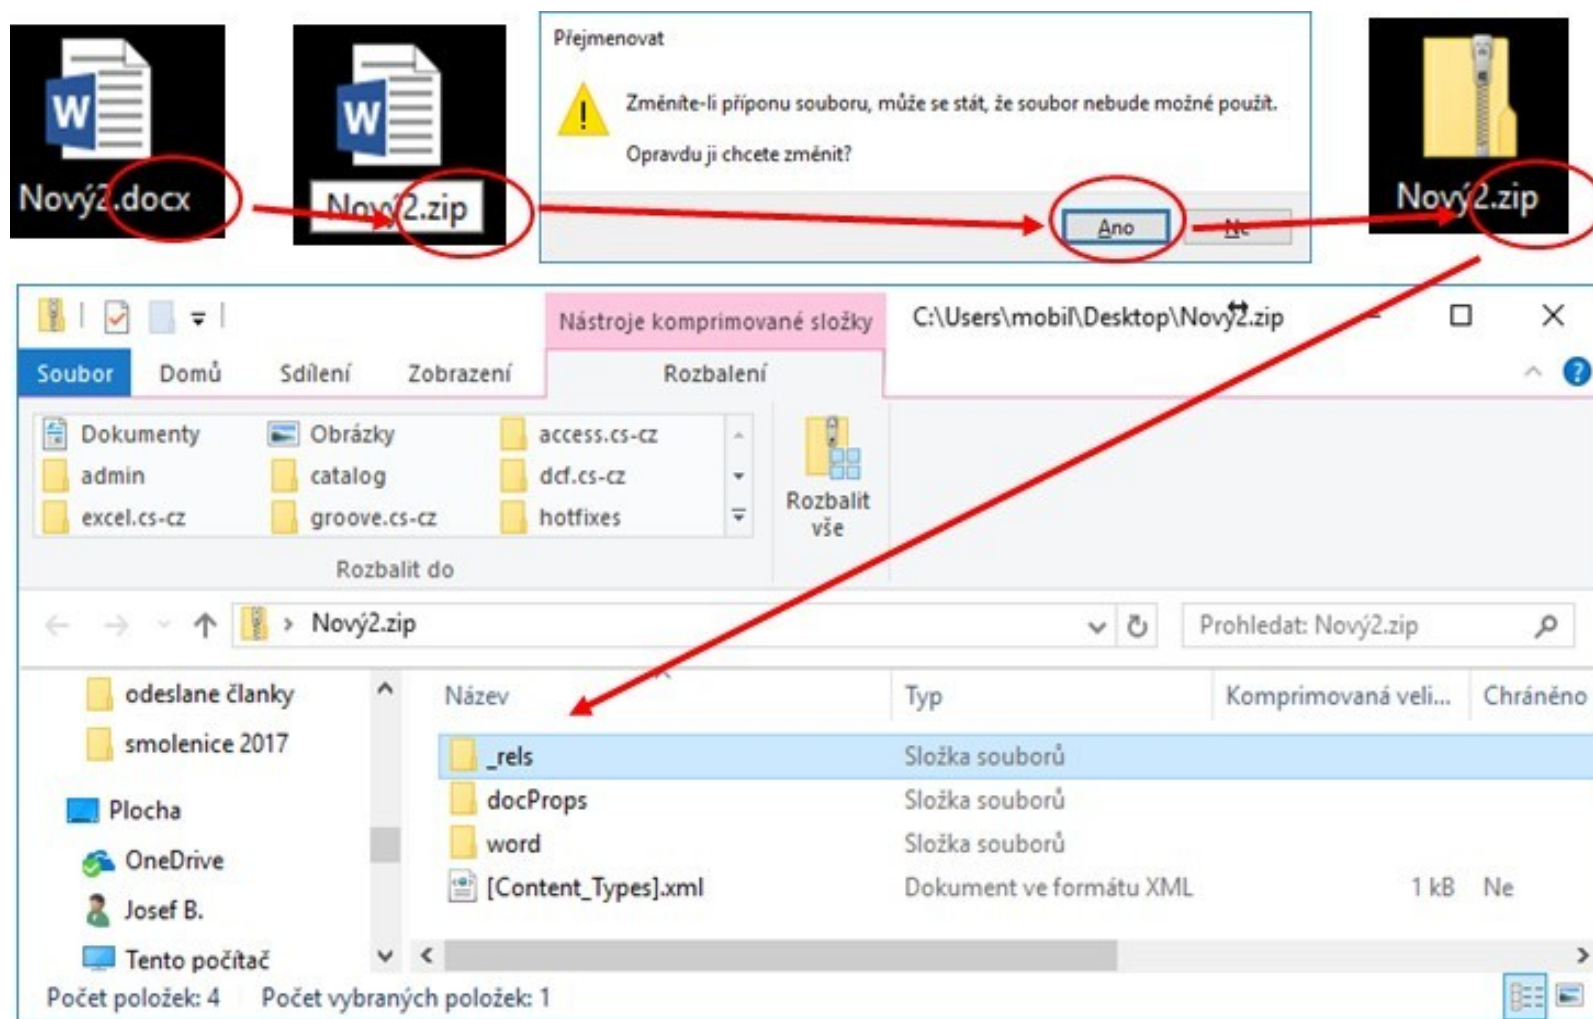 Nový2.docx
Nový2.zip
Přejmenovat
Změníte-li příponu souboru, může se stát, že soubor nebude možné použít.
Opravdu ji chcete změnit?
Ano
Ne
Nový2.zip
Nástroje komprimované složky
C:\Users\mobil\Desktop\Nový2.zip
Soubor
Domů
Sdílení
Zobrazení
Rozbalení
Dokumenty
Obrázky
access.cs-cz
admin
catalog
dcf.cs-cz
excel.cs-cz
groove.cs-cz
hotfixes
Rozbalit
vše
Rozbalit do
Nový2.zip
Prohledat: Nový2.zip
odeslane članky
smolenice 2017
Plocha
OneDrive
Josef B.
Tento počítač
Název
Typ
Komprimovaná veli...
Chráněno
_rels
Složka souborů
docProps
Složka souborů
word
Složka souborů
[Content_Types].xml
Dokument ve formátu XML
1 kB
Ne
Počet položek: 4
Počet vybraných položek: 1